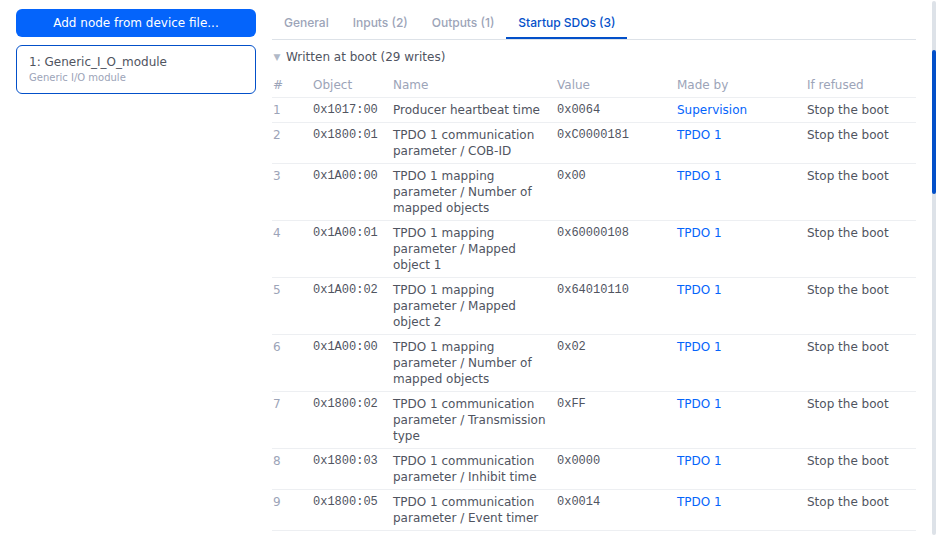 Add node from device file...
1: Generic_I_O_module
Generic I/O module
General Inputs (2) Outputs (1) Startup SDOs (3)
▼ Written at boot (29 writes)
# Object Name Value Made by If refused
1 0x1017:00 Producer heartbeat time 0x0064 Supervision Stop the boot
2 0x1800:01 TPDO 1 communication 0xC0000181 TPDO 1 Stop the boot
parameter / COB-ID
3 0x1A00:00 TPDO 1 mapping 0x00 TPDO 1 Stop the boot
parameter / Number of
mapped objects
4 0x1A00:01 TPDO 1 mapping 0x60000108 TPDO 1 Stop the boot
parameter / Mapped
object 1
5 0x1A00:02 TPDO 1 mapping 0x64010110 TPDO 1 Stop the boot
parameter / Mapped
object 2
6 0x1A00:00 TPDO 1 mapping 0x02 TPDO 1 Stop the boot
parameter / Number of
mapped objects
7 0x1800:02 TPDO 1 communication 0xFF TPDO 1 Stop the boot
parameter / Transmission
type
8 0x1800:03 TPDO 1 communication 0x0000 TPDO 1 Stop the boot
parameter / Inhibit time
9 0x1800:05 TPDO 1 communication 0x0014 TPDO 1 Stop the boot
parameter / Event timer